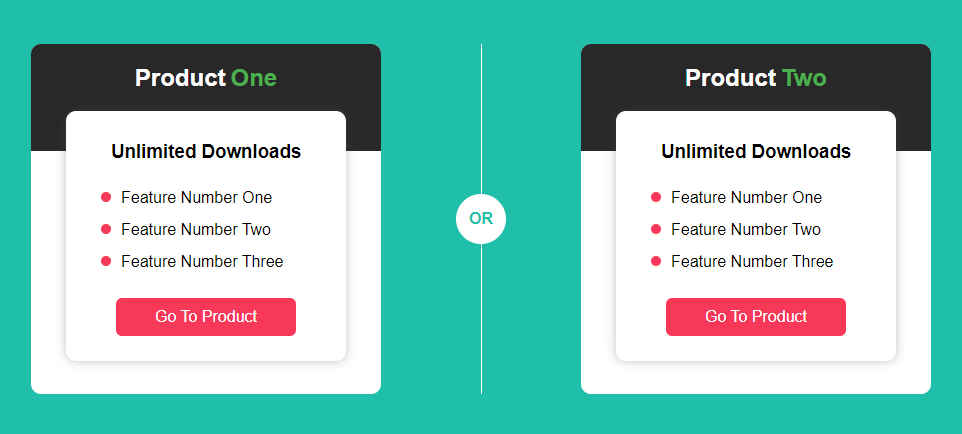 Product One
Unlimited Downloads
Feature Number One
Feature Number Two
Feature Number Three
Go To Product
OR
Product Two
Unlimited Downloads
Feature Number One
Feature Number Two
Feature Number Three
Go To Product